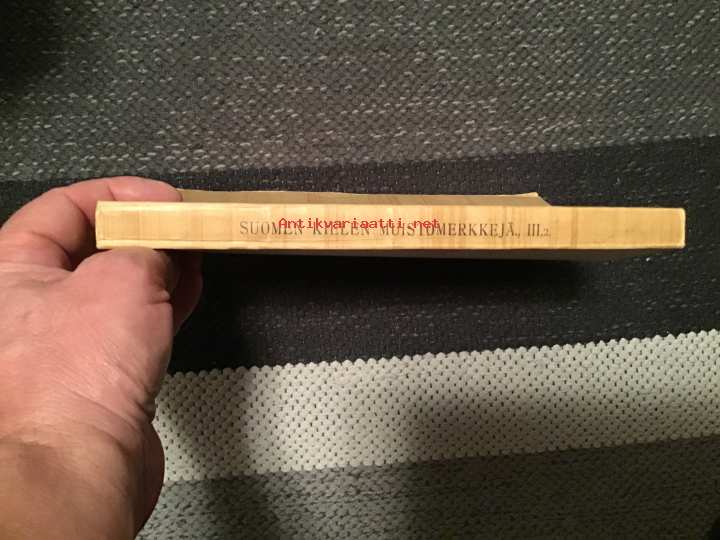 SUOMEN KIELEN MUISTOMERKKEJÄ, III.2.
Antikvariaatti.net